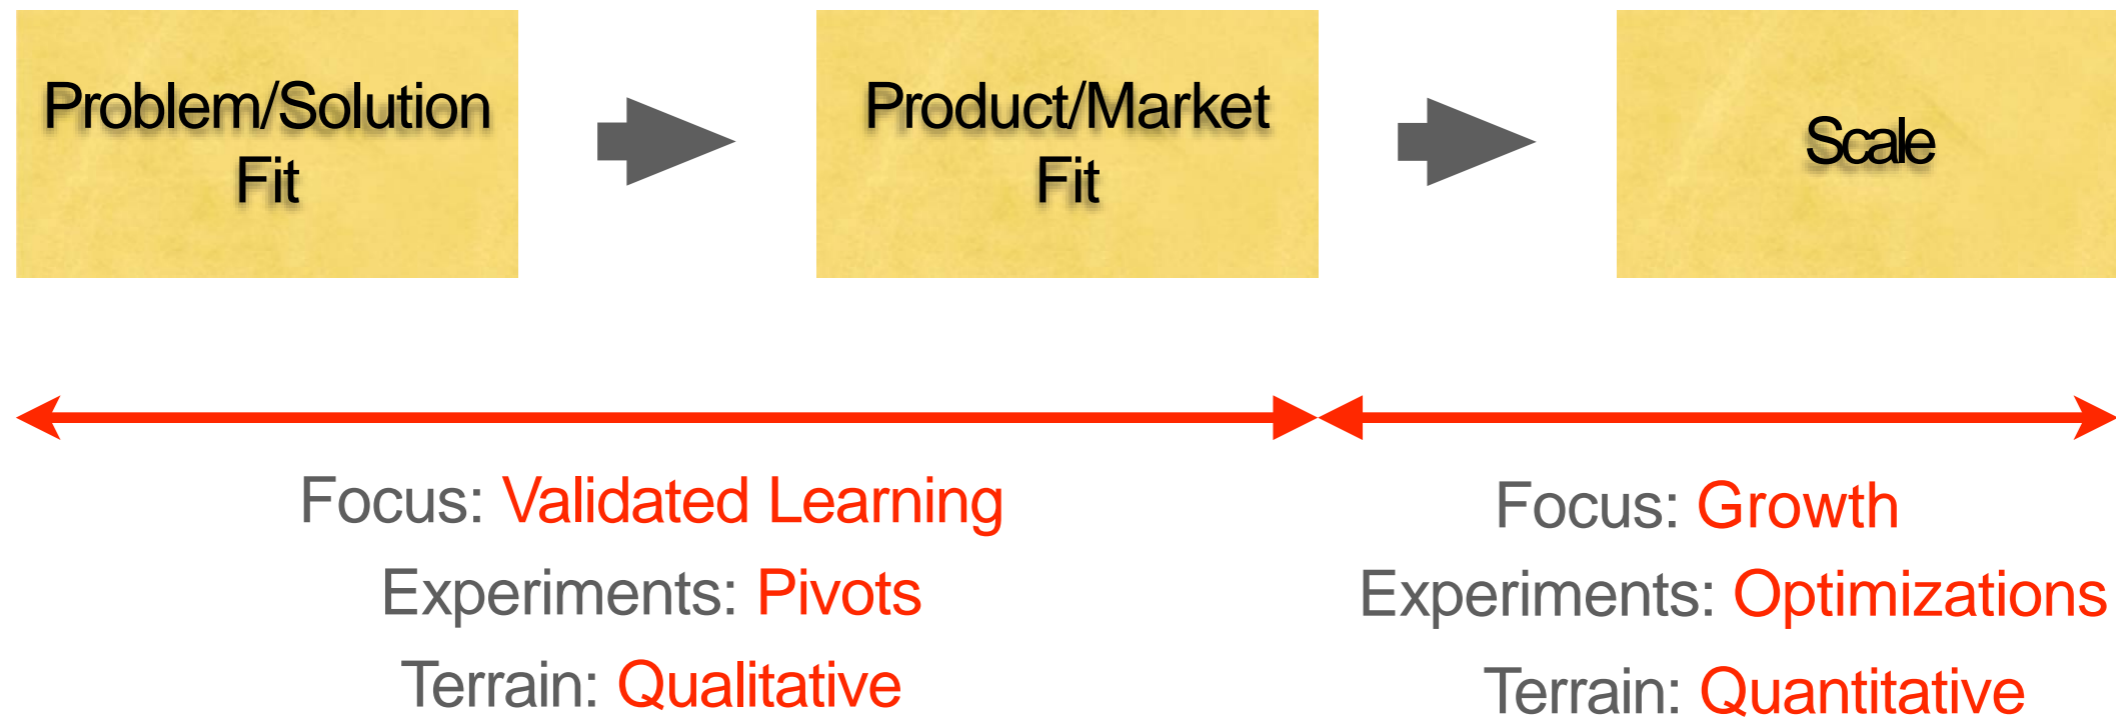 Problem/Solution
Fit
Product/Market
Fit
Scale
Focus: Validated Learning
Experiments: Pivots
Terrain: Qualitative
Focus: Growth
Experiments: Optimizations
Terrain: Quantitative